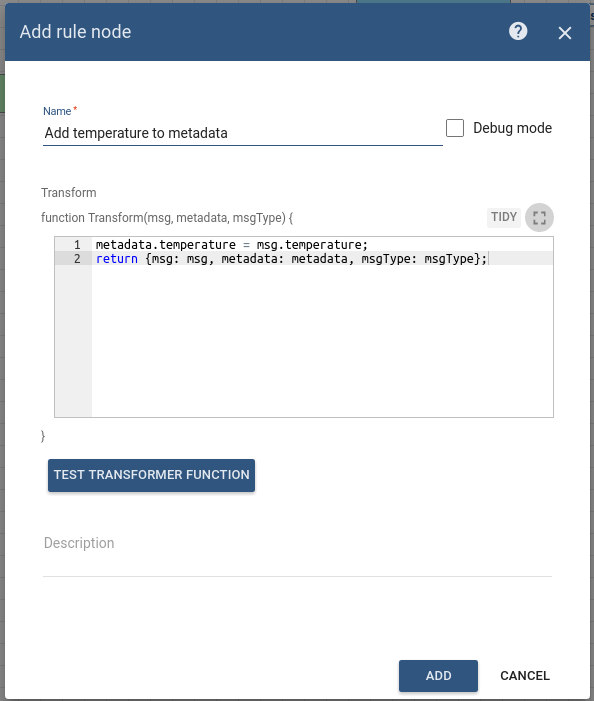 Add rule node
Name *
Add temperature to metadata
Debug mode
Transform
function Transform(msg, metadata, msgType) {
TIDY
1 metadata.temperature = msg.temperature;
2 return {msg: msg, metadata: metadata, msgType: msgType};
}
TEST TRANSFORMER FUNCTION
Description
ADD CANCEL